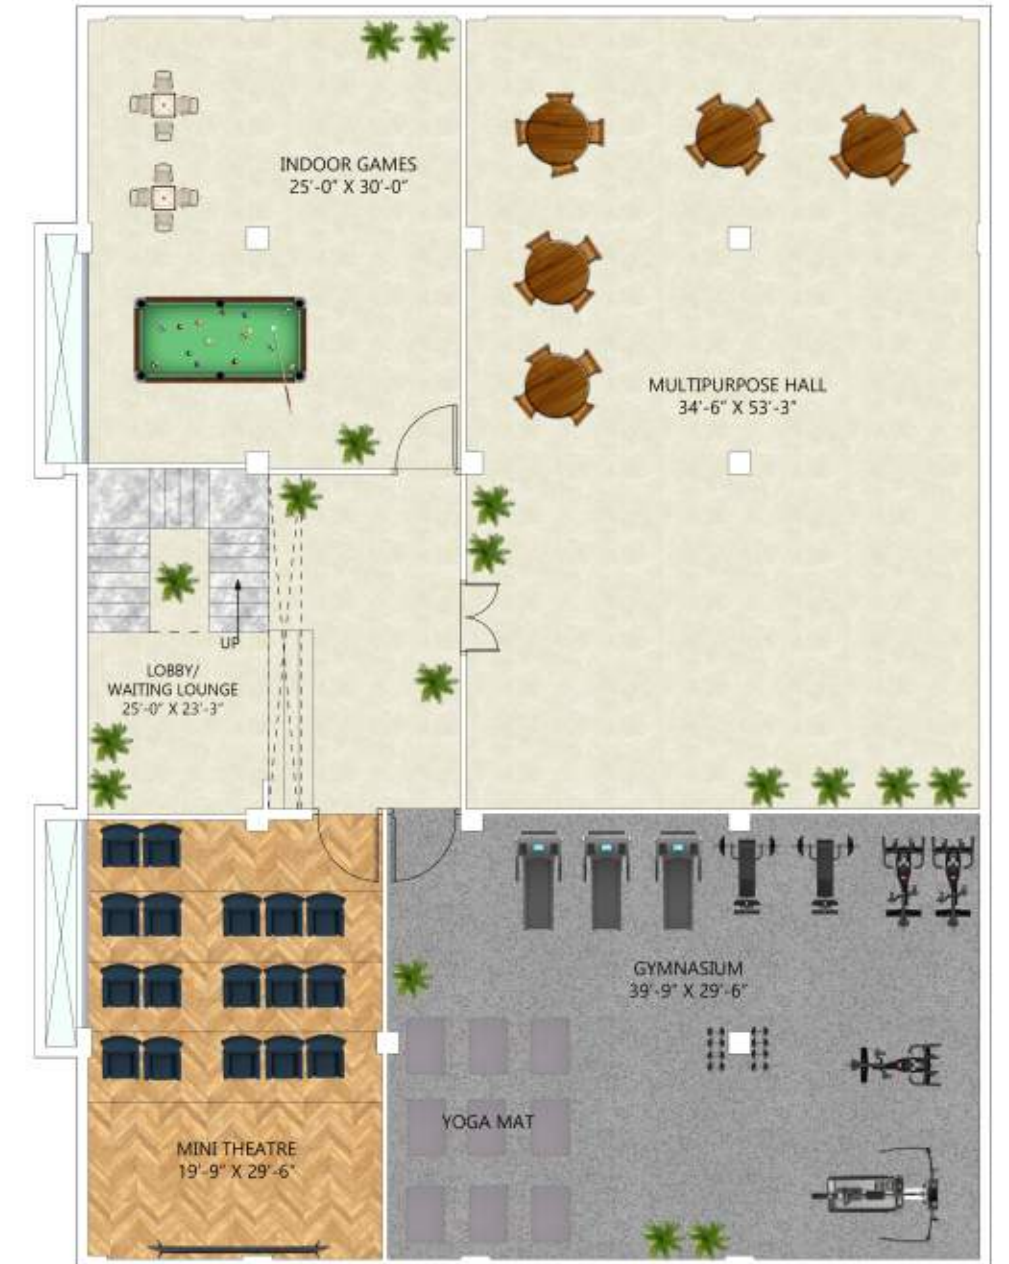 INDOOR GAMES
25'-0" X 30'-0"
MULTIPURPOSE HALL
34'-6" X 53'-3"
UP
LOBBY/
WAITING LOUNGE
25'-0" X 23'-3"
GYMNASIUM
39'-9" X 29'-6"
YOGA MAT
MINI THEATRE
19'-9" X 29'-6"